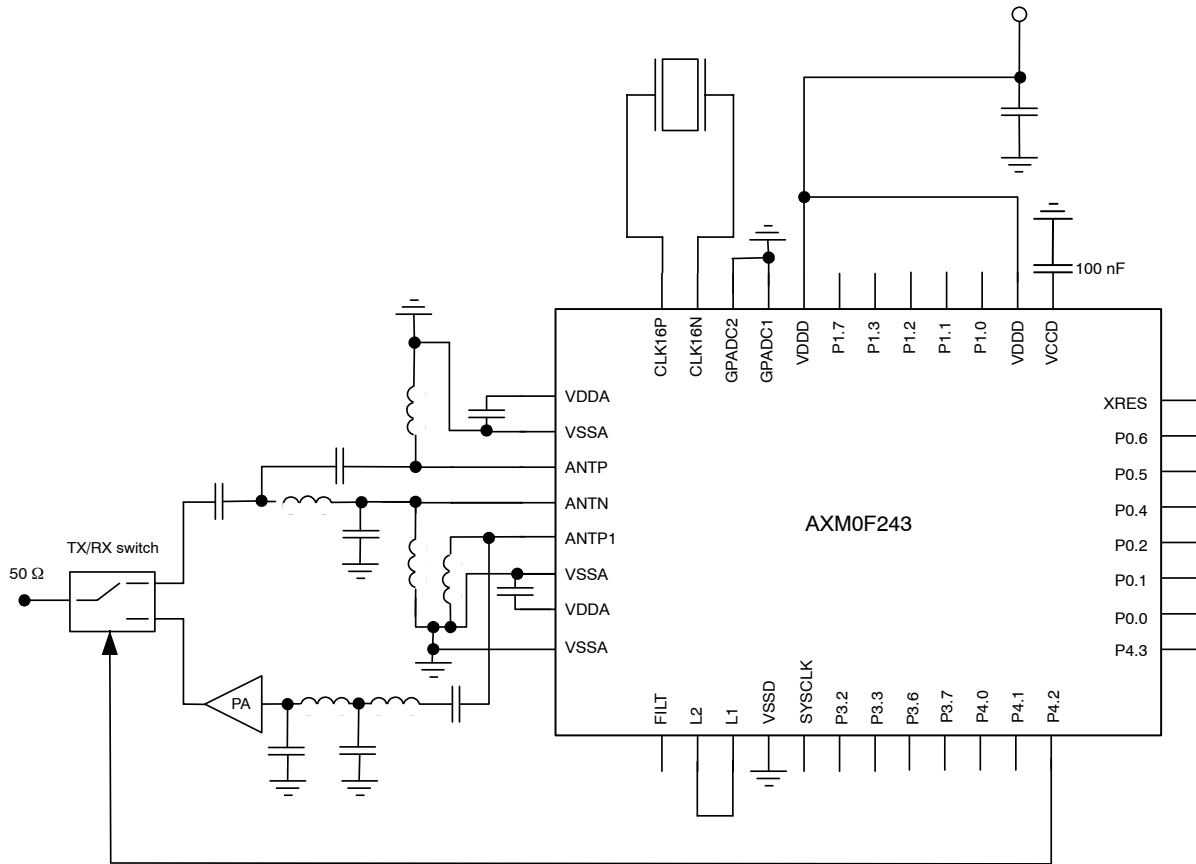 100 nF
CLK16P
CLK16N
GPADC2
GPADC1
VDDD
P1.7
P1.3
P1.2
P1.1
P1.0
VDDD
VCCD
VDDA
VSSA
ANTP
ANTN
ANTP1
VSSA
VDDA
VSSA
AXM0F243
XRES
P0.6
P0.5
P0.4
P0.2
P0.1
P0.0
P4.3
TX/RX switch
50 Ω
PA
FILT
L2
L1
VSSD
SYSCLK
P3.2
P3.3
P3.6
P3.7
P4.0
P4.1
P4.2